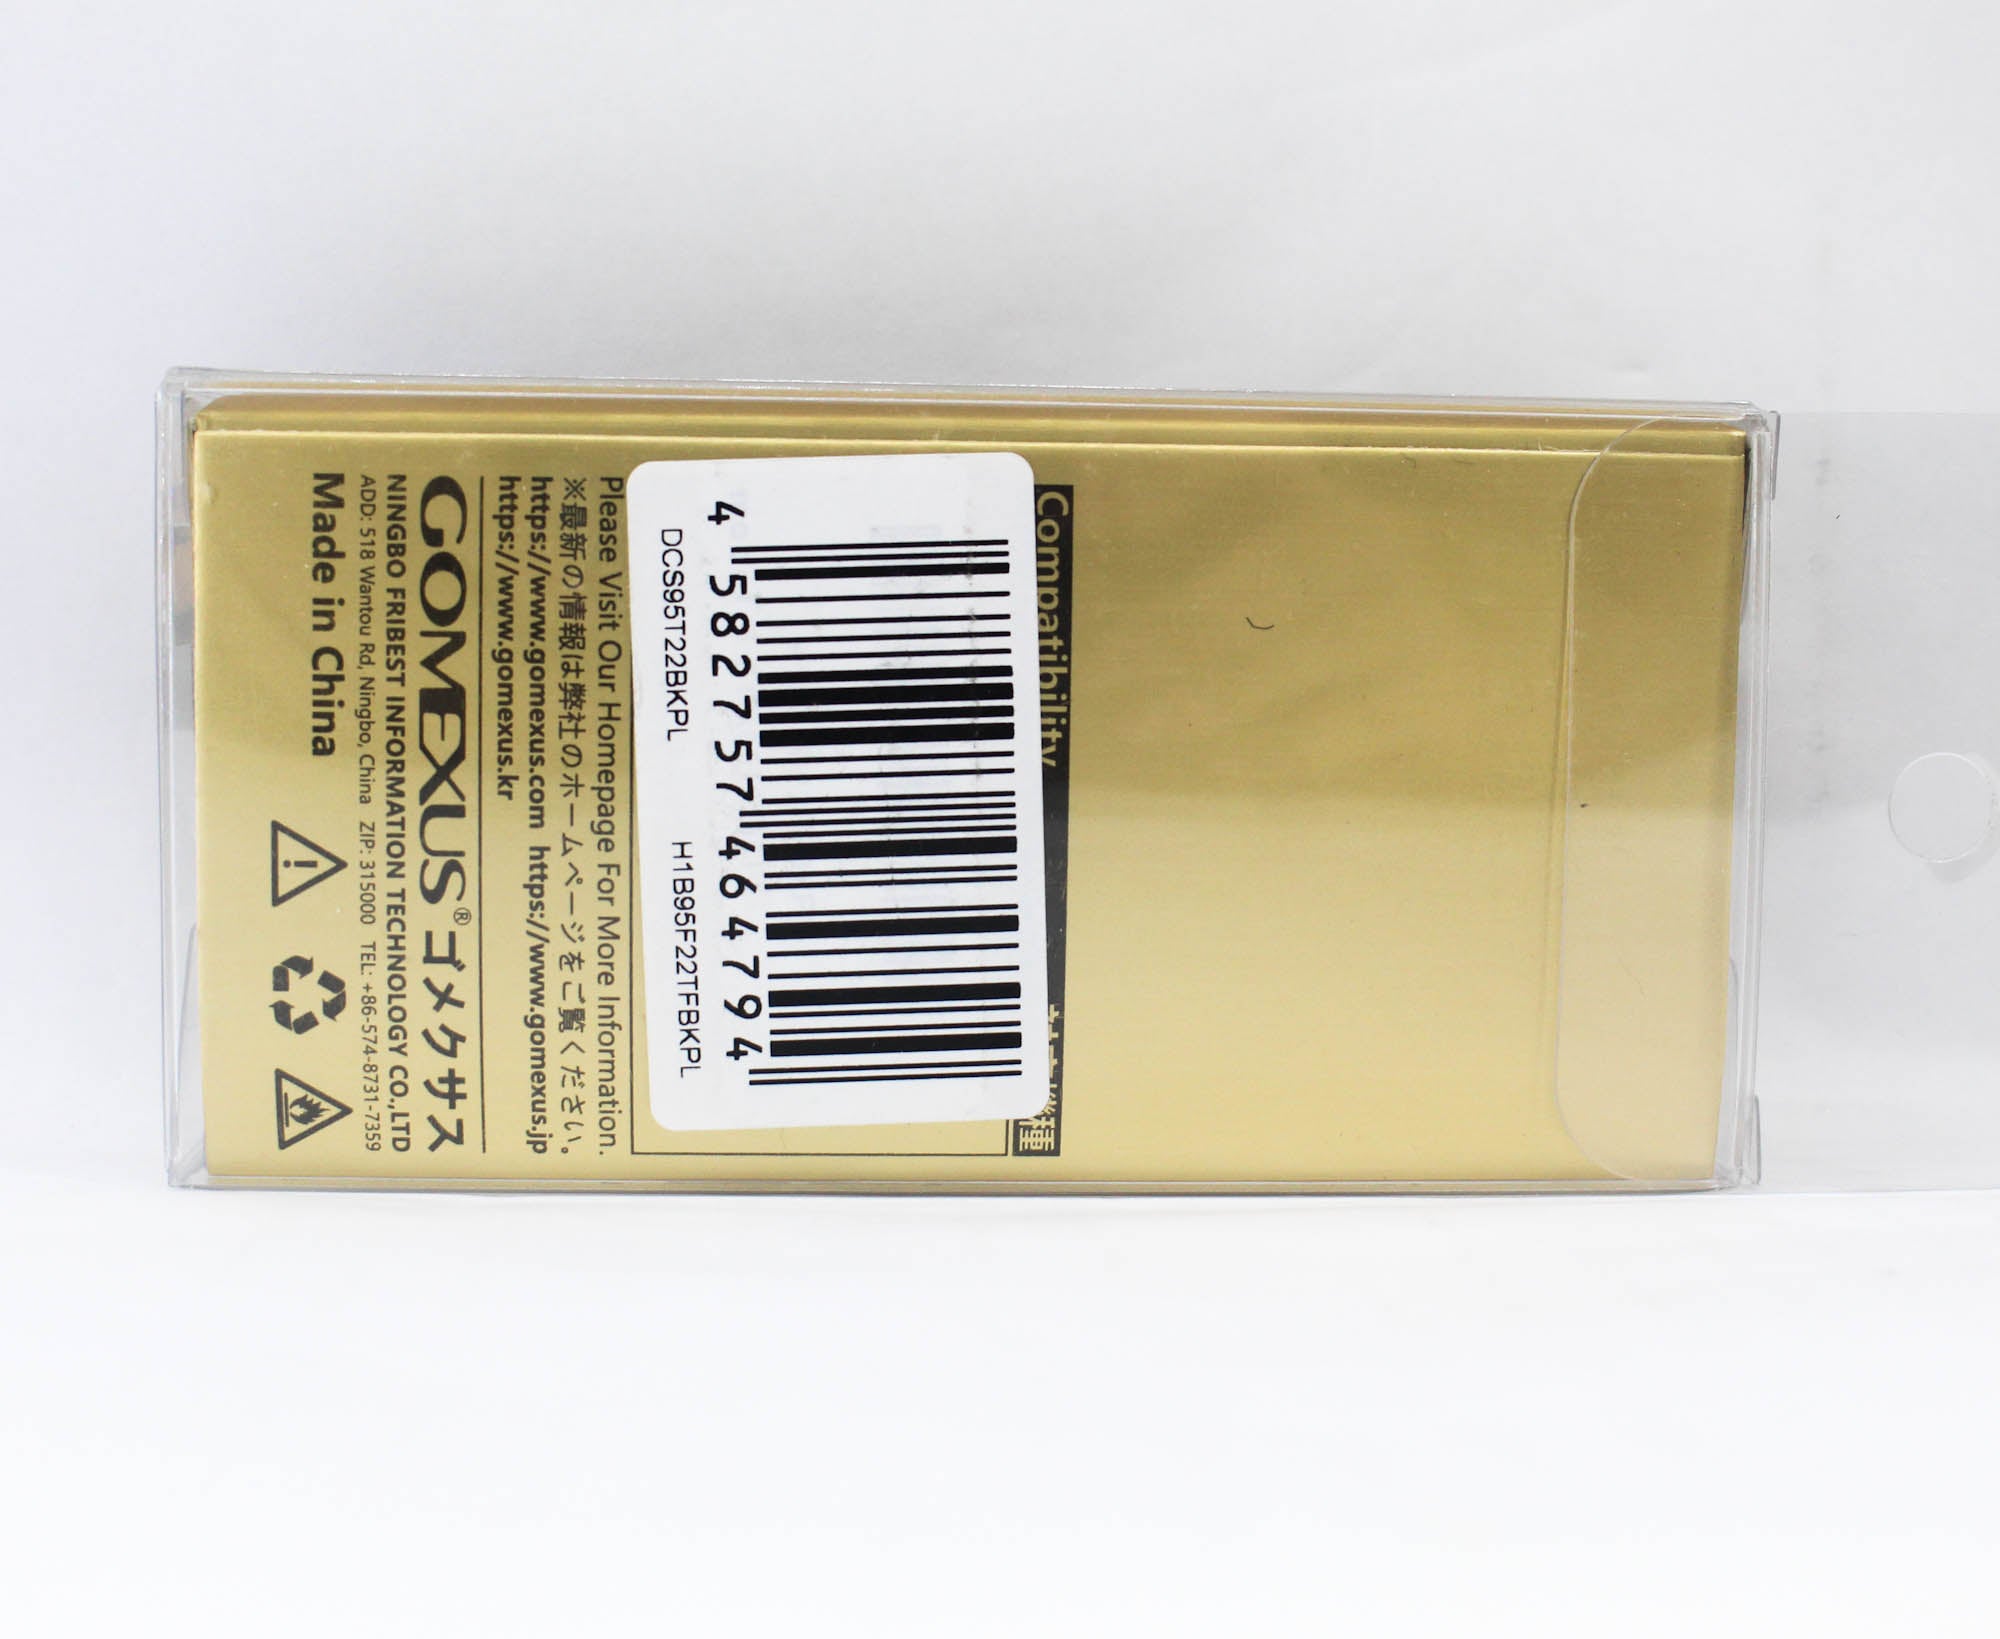 Compatibility
4 582757 464794
DCS95T22BKPL H1B95F22TFBKPL
Please Visit Our Homepage For More Information.
※最新の情報は弊社のホームページをご覧ください。
https://www.gomexus.com https://www.gomexus.jp
https://www.gomexus.kr
GOMEXUS® ゴメクサス
NINGBO FRIBEST INFORMATION TECHNOLOGY CO.,LTD
ADD: 518 Wantou Rd, Ningbo, China ZIP: 315000 TEL: +86-574-8731-7359
Made in China